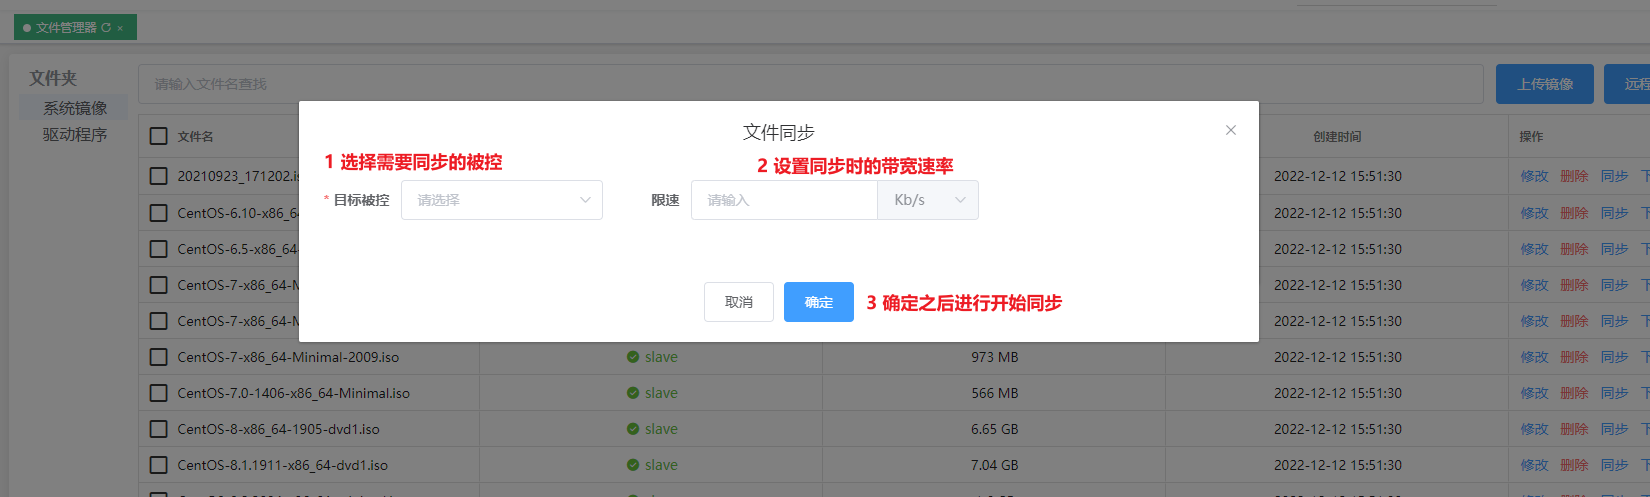 文件管理器
文件夹
系统镜像
驱动程序
请输入文件名查找
上传镜像
远程
文件同步
1 选择需要同步的被控
2 设置同步时的带宽速率
* 目标被控 请选择 限速 请输入 Kb/s
取消 确定
3 确定之后进行开始同步
文件名 创建时间 操作
20210923_171202.is 2022-12-12 15:51:30 修改 删除 同步
CentOS-6.10-x86_64 2022-12-12 15:51:30 修改 删除 同步
CentOS-6.5-x86_64 2022-12-12 15:51:30 修改 删除 同步
CentOS-7-x86_64-M 2022-12-12 15:51:30 修改 删除 同步
CentOS-7-x86_64-M 2022-12-12 15:51:30 修改 删除 同步
CentOS-7-x86_64-Minimal-2009.iso slave 973 MB 2022-12-12 15:51:30 修改 删除 同步
CentOS-7.0-1406-x86_64-Minimal.iso slave 566 MB 2022-12-12 15:51:30 修改 删除 同步
CentOS-8-x86_64-1905-dvd1.iso slave 6.65 GB 2022-12-12 15:51:30 修改 删除 同步
CentOS-8.1.1911-x86_64-dvd1.iso slave 7.04 GB 2022-12-12 15:51:30 修改 删除 同步